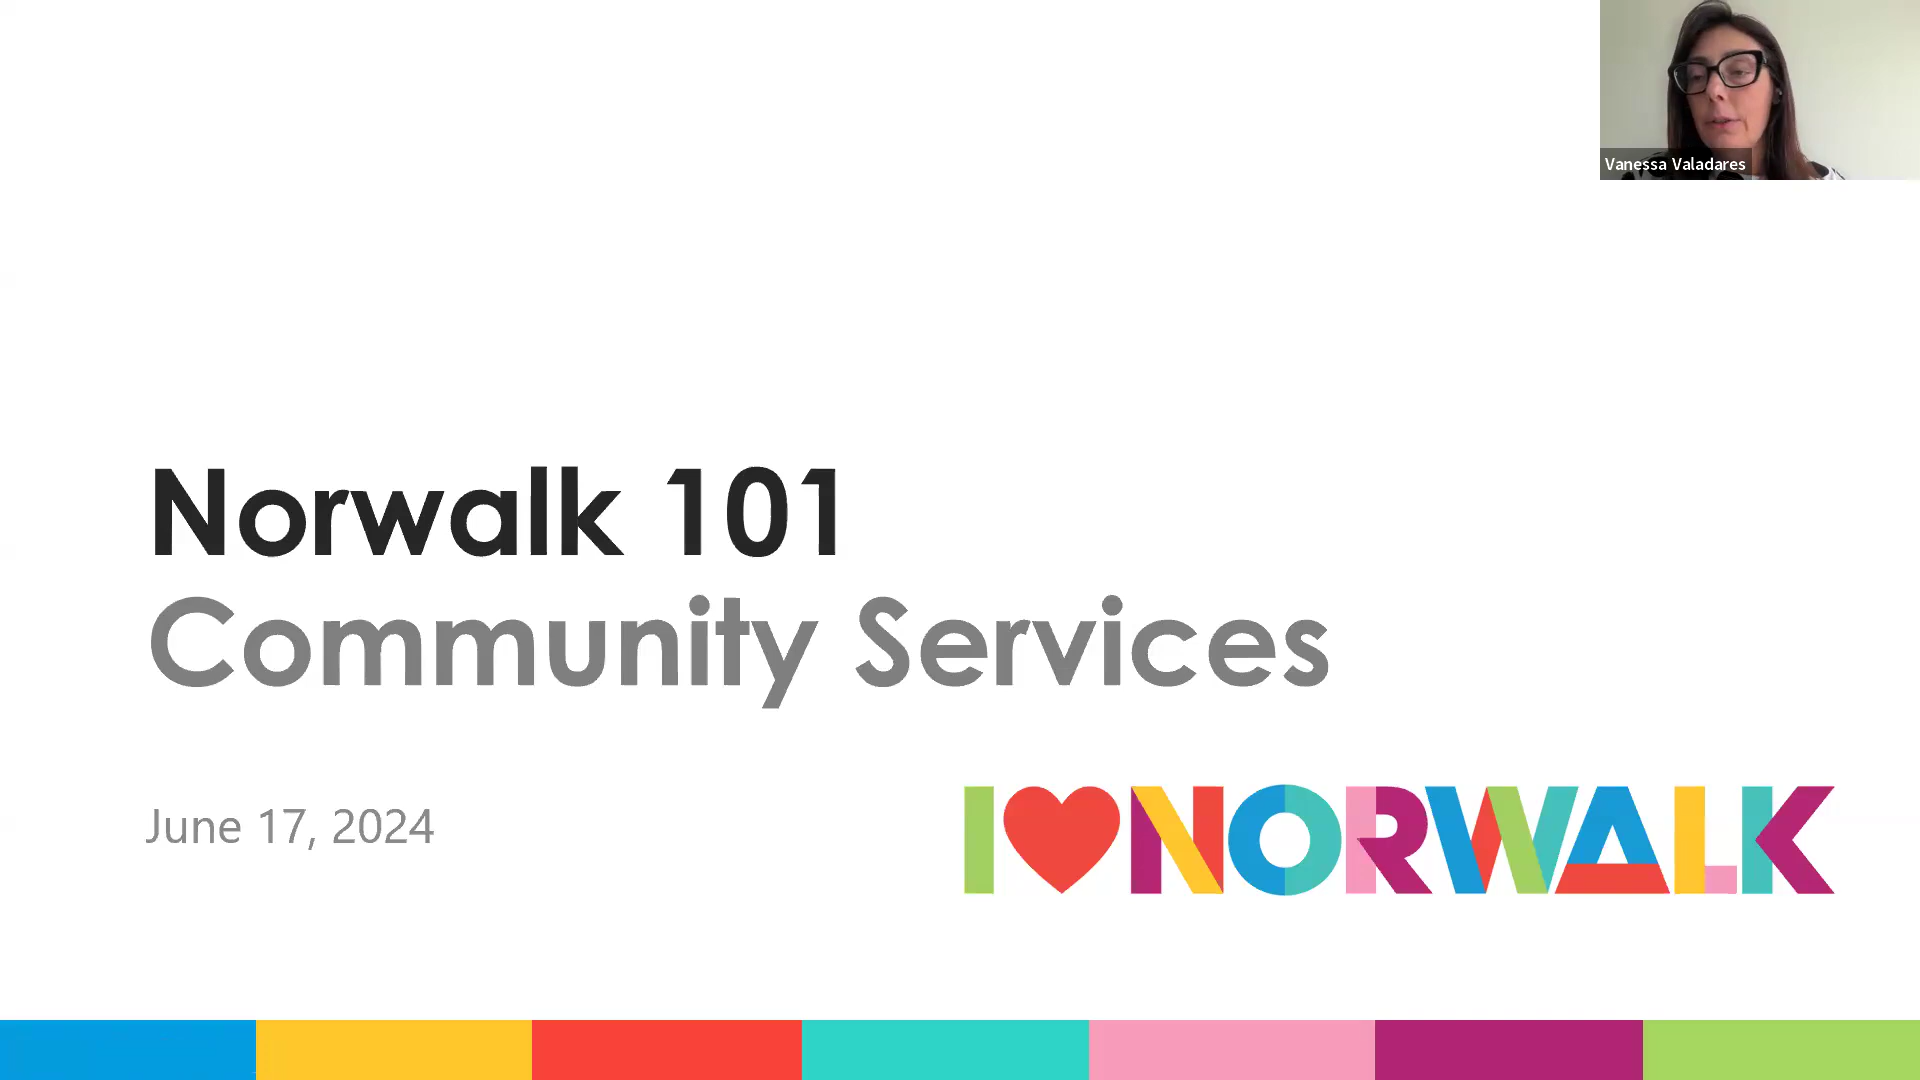 Vanessa Valadares
Norwalk 101
Community Services
June 17, 2024
I❤NORWALK